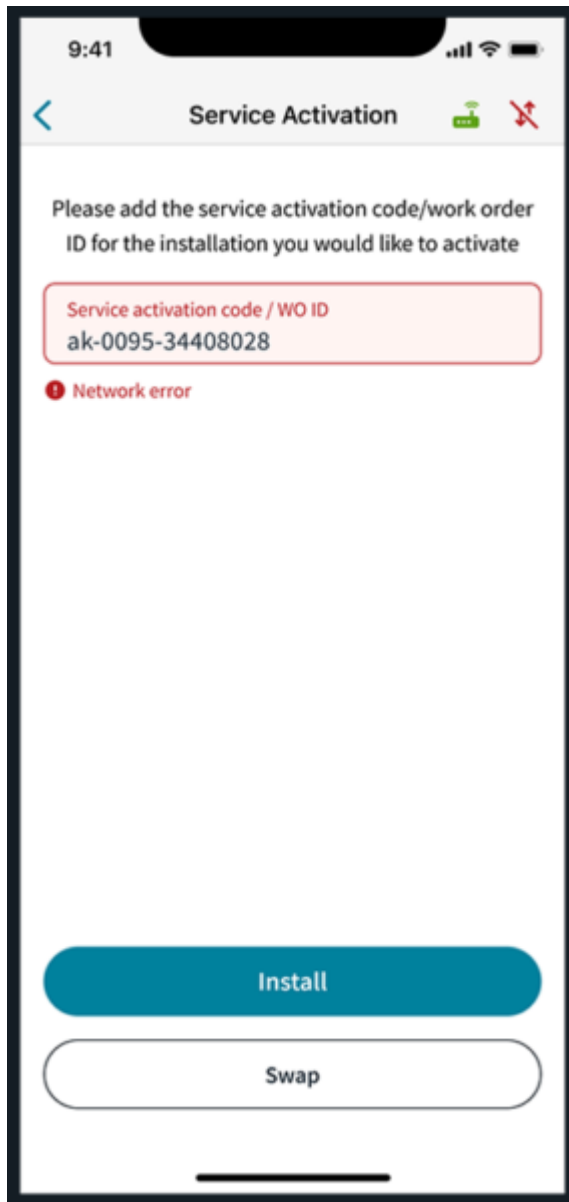 9:41
Service Activation
Please add the service activation code/work order
ID for the installation you would like to activate
Service activation code / WO ID
ak-0095-34408028
Network error
Install
Swap